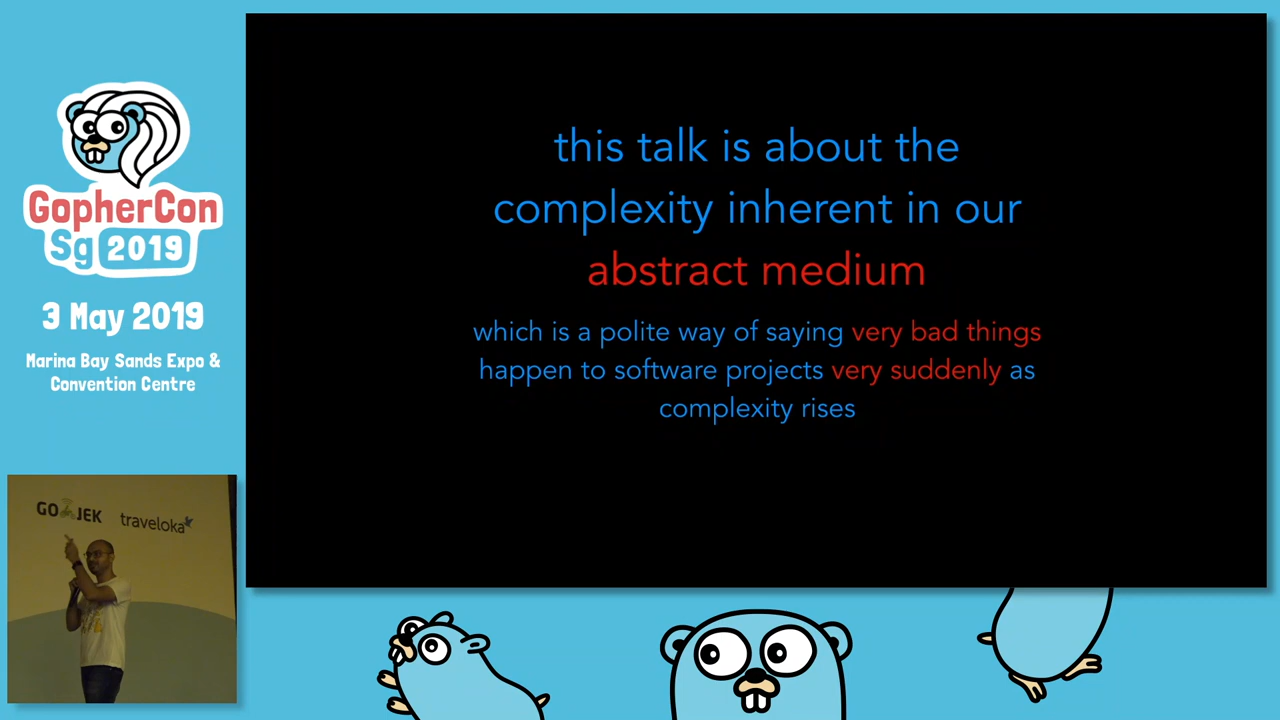 GopherCon
Sg 2019
3 May 2019
Marina Bay Sands Expo &
Convention Centre
GO JEK
traveloka
this talk is about the
complexity inherent in our
abstract medium
which is a polite way of saying very bad things
happen to software projects very suddenly as
complexity rises